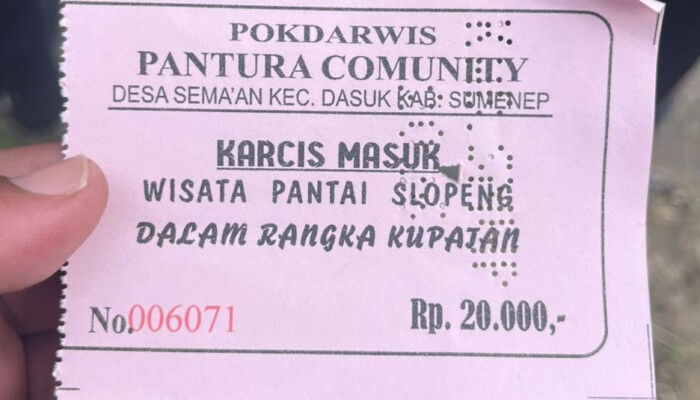 POKDARWIS
PANTURA COMUNITY
DESA SEMA'AN KEC. DASUK KAB. SUMENEP
KARCIS MASUK
WISATA PANTAI SLOPENG
DALAM RANGKA KUPATAN
No.006071
Rp. 20.000,-